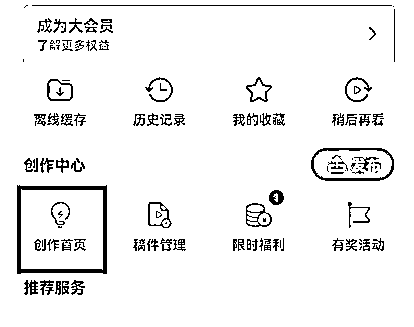 成为大会员
了解更多权益
离线缓存 历史记录 我的收藏 稍后再看
创作中心 发布
创作首页 稿件管理 限时福利 有奖活动
推荐服务